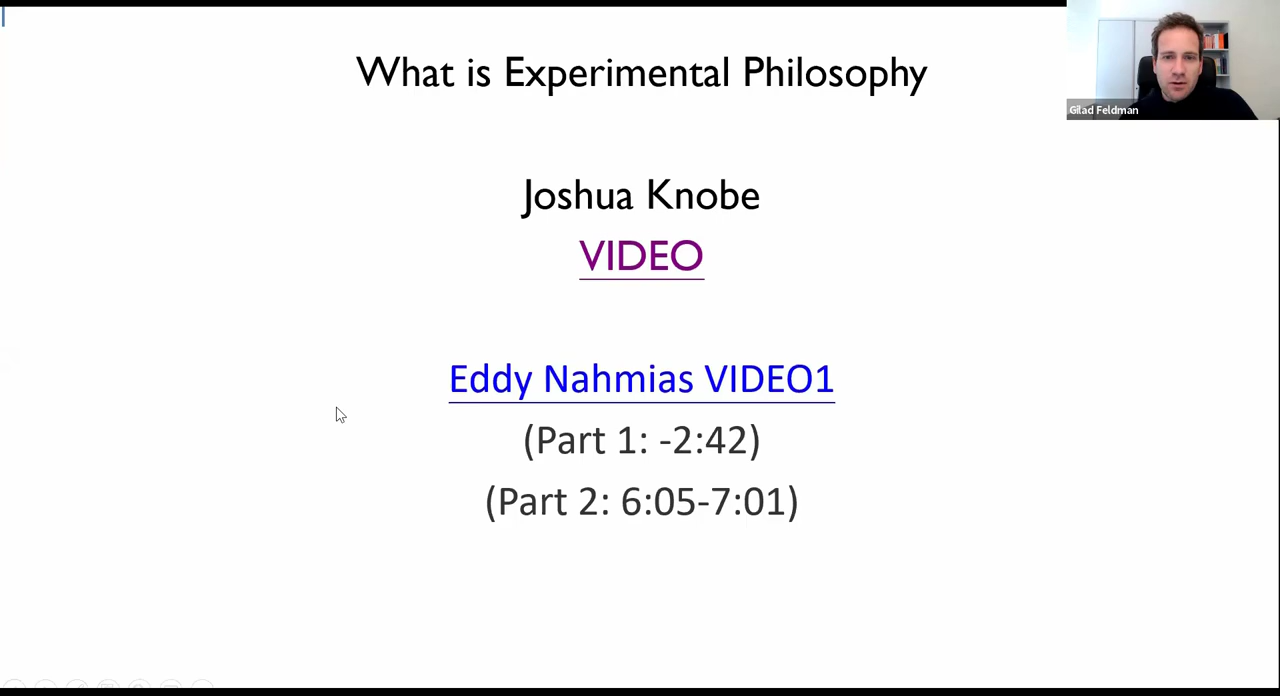 What is Experimental Philosophy
Gilad Feldman
Joshua Knobe
VIDEO
Eddy Nahmias VIDEO1
(Part 1: -2:42)
(Part 2: 6:05-7:01)